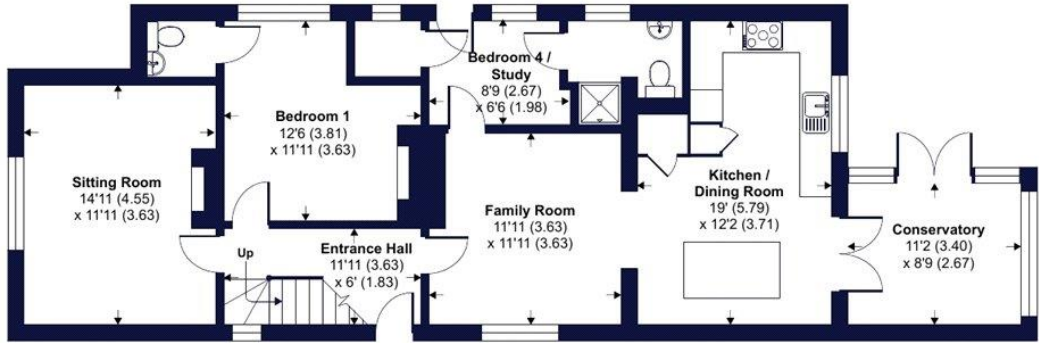 Bedroom 4 /
Study
8'9 (2.67)
x 6'6 (1.98)
Bedroom 1
12'6 (3.81)
x 11'11 (3.63)
Sitting Room
14'11 (4.55)
x 11'11 (3.63)
Kitchen /
Dining Room
19' (5.79)
x 12'2 (3.71)
Family Room
11'11 (3.63)
x 11'11 (3.63)
Conservatory
11'2 (3.40)
x 8'9 (2.67)
Up
Entrance Hall
11'11 (3.63)
x 6' (1.83)